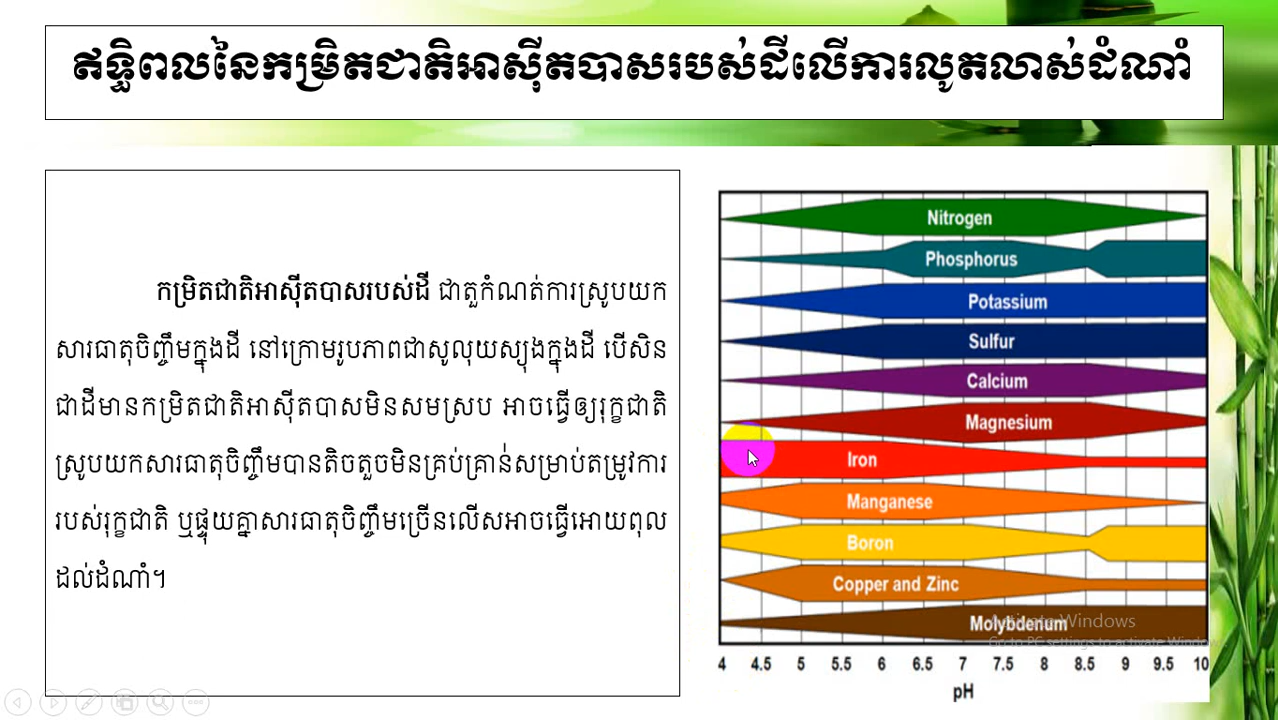 ឥទ្ធិពលនៃកម្រិតជាតិអាស៊ីតបាសរបស់ដីលើការលូតលាស់ដំណាំ
កម្រិតជាតិអាស៊ីតបាសរបស់ដី ជាតួកំណត់ការស្រូបយក
សារធាតុចិញ្ចឹមក្នុងដី នៅក្រោមរូបភាពជាសូលុយស្យុងក្នុងដី បើសិន
ជាដីមានកម្រិតជាតិអាស៊ីតបាសមិនសមស្រប អាចធ្វើឲ្យរុក្ខជាតិ
ស្រូបយកសារធាតុចិញ្ចឹមបានតិចតួចមិនគ្រប់គ្រាន់សម្រាប់តម្រូវការ
របស់រុក្ខជាតិ ឬផ្ទុយគ្នាសារធាតុចិញ្ចឹមច្រើនលើសអាចធ្វើអោយពុល
ដល់ដំណាំ។
Nitrogen
Phosphorus
Potassium
Sulfur
Calcium
Magnesium
Iron
Manganese
Boron
Copper and Zinc
Molybdenum
Activate Windows
Go to PC settings to activate Windows
4 4.5 5 5.5 6 6.5 7 7.5 8 8.5 9 9.5 10
pH